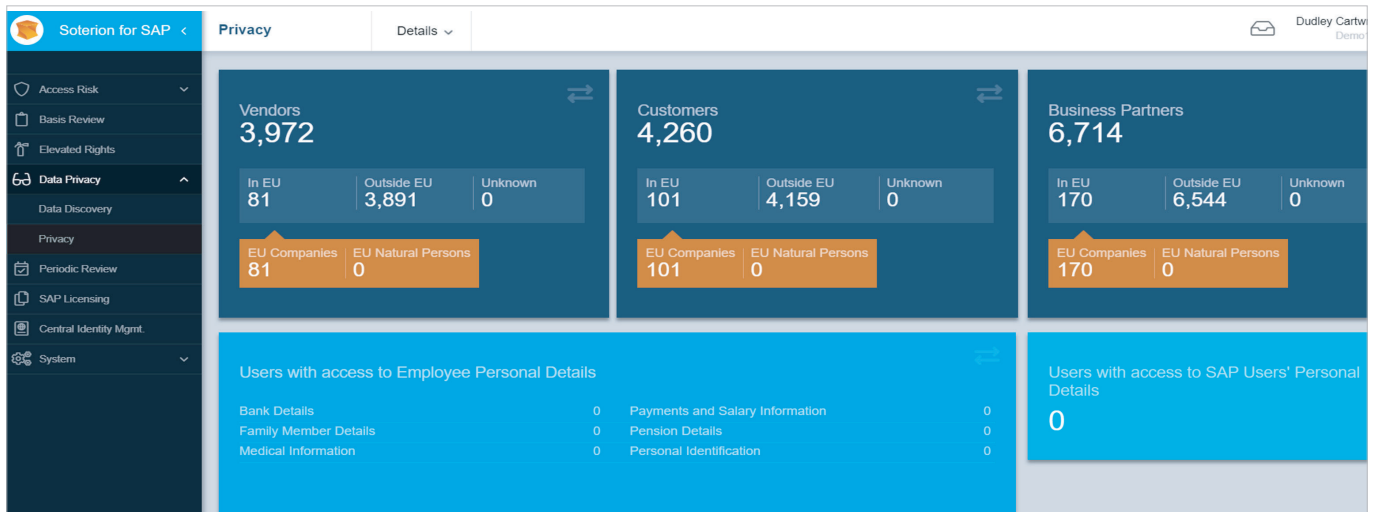 Soterion for SAP <
Privacy
Details
Dudley Cartw
Demo
Access Risk
Basis Review
Elevated Rights
Data Privacy
Data Discovery
Privacy
Periodic Review
SAP Licensing
Central Identity Mgmt.
System
Vendors
3,972
In EU Outside EU Unknown
81 3,891 0
EU Companies EU Natural Persons
81 0
Customers
4,260
In EU Outside EU Unknown
101 4,159 0
EU Companies EU Natural Persons
101 0
Business Partners
6,714
In EU Outside EU Unknown
170 6,544 0
EU Companies EU Natural Persons
170 0
Users with access to Employee Personal Details
Bank Details 0 Payments and Salary Information 0
Family Member Details 0 Pension Details 0
Medical Information 0 Personal Identification 0
Users with access to SAP Users' Personal
Details
0